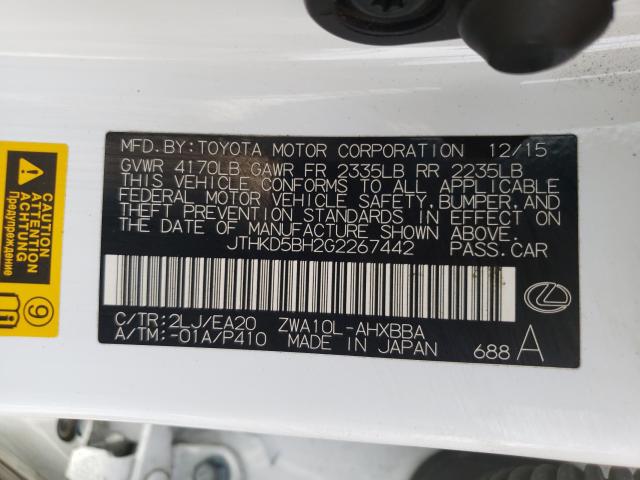 MFD. BY: TOYOTA MOTOR CORPORATION 12/15
GVWR 4170LB GAWR FR 2335LB RR 2235LB
THIS VEHICLE CONFORMS TO ALL APPLICABLE
FEDERAL MOTOR VEHICLE SAFETY, BUMPER, AND
THEFT PREVENTION STANDARDS IN EFFECT ON
THE DATE OF MANUFACTURE SHOWN ABOVE.
JTHKD5BH2G2267442 PASS.CAR
C/TR:2LJ/EA20 ZWA10L-AHXBBA
A/TM:-01A/P410 MADE IN JAPAN 688 A
CAUTION
ATTENTION
Предупреждение
9